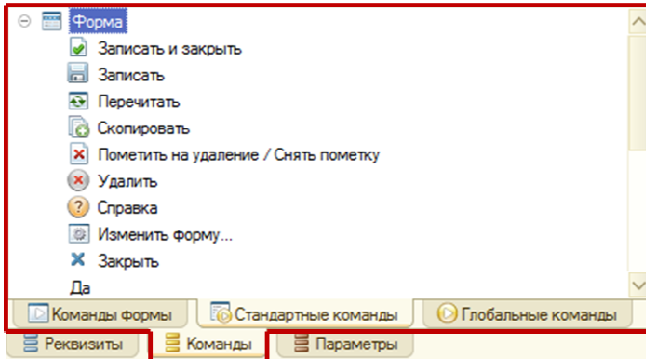 Форма
Записать и закрыть
Записать
Перечитать
Скопировать
Пометить на удаление / Снять пометку
Удалить
Справка
Изменить форму...
Закрыть
Да
Команды формы Стандартные команды Глобальные команды
Реквизиты Команды Параметры